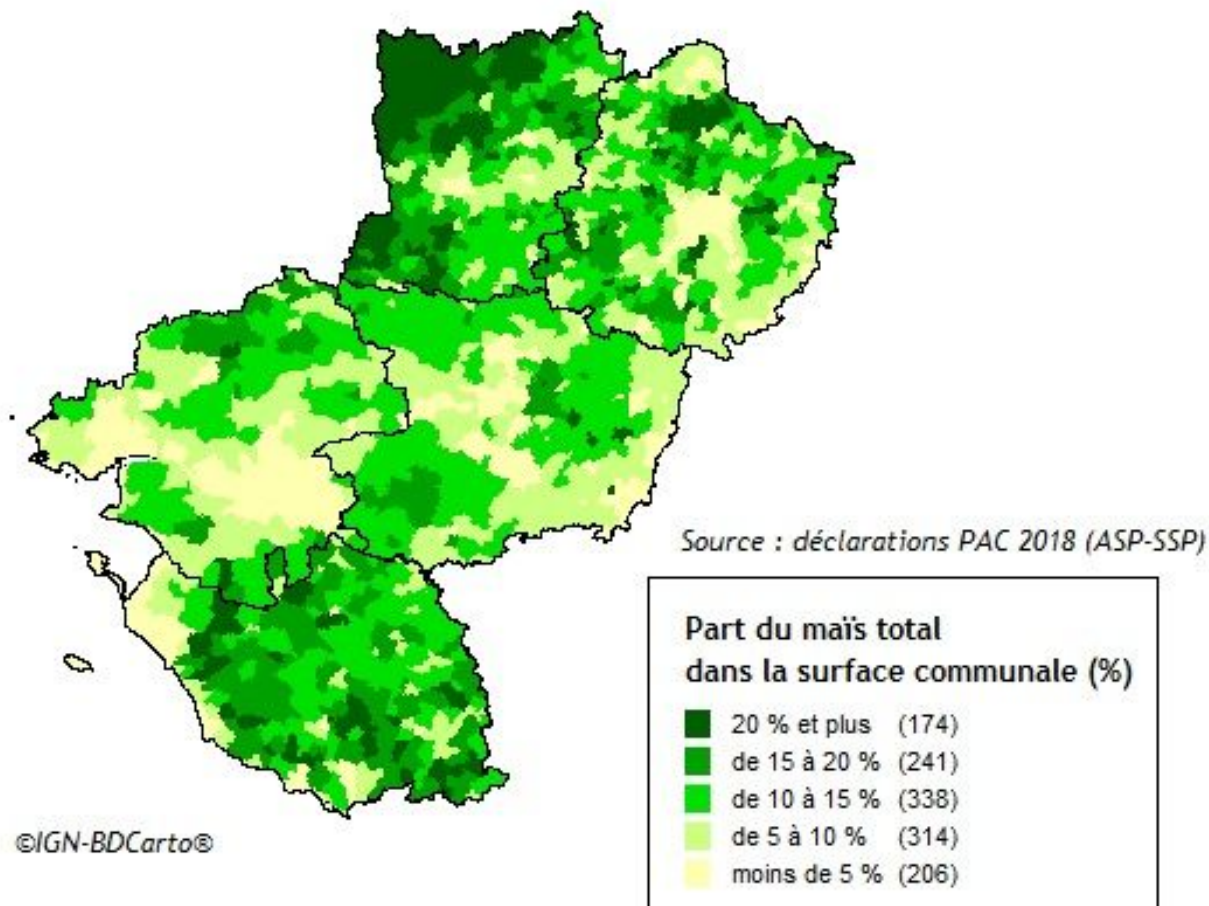 Source : déclarations PAC 2018 (ASP-SSP)
Part du maïs total
dans la surface communale (%)
20 % et plus (174)
de 15 à 20 % (241)
de 10 à 15 % (338)
de 5 à 10 % (314)
moins de 5 % (206)
©IGN-BDCarto®